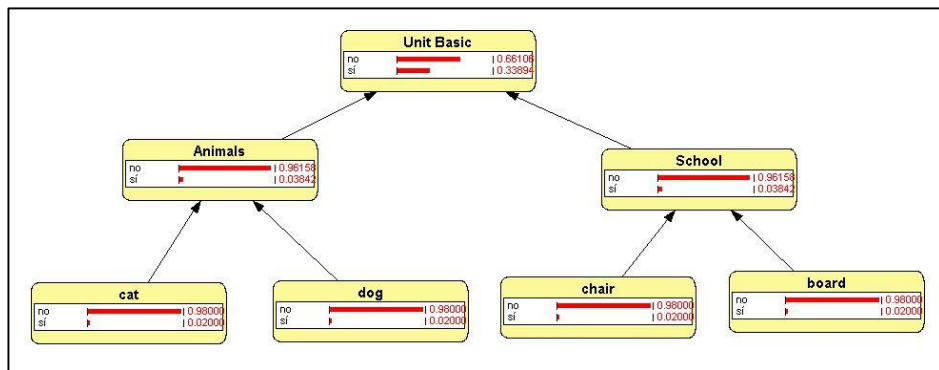 Unit Basic
no 0.66106
sí 0.33894
Animals
no 0.96158
sí 0.03842
School
no 0.96158
sí 0.03842
cat
no 0.98000
sí 0.02000
dog
no 0.98000
sí 0.02000
chair
no 0.98000
sí 0.02000
board
no 0.98000
sí 0.02000